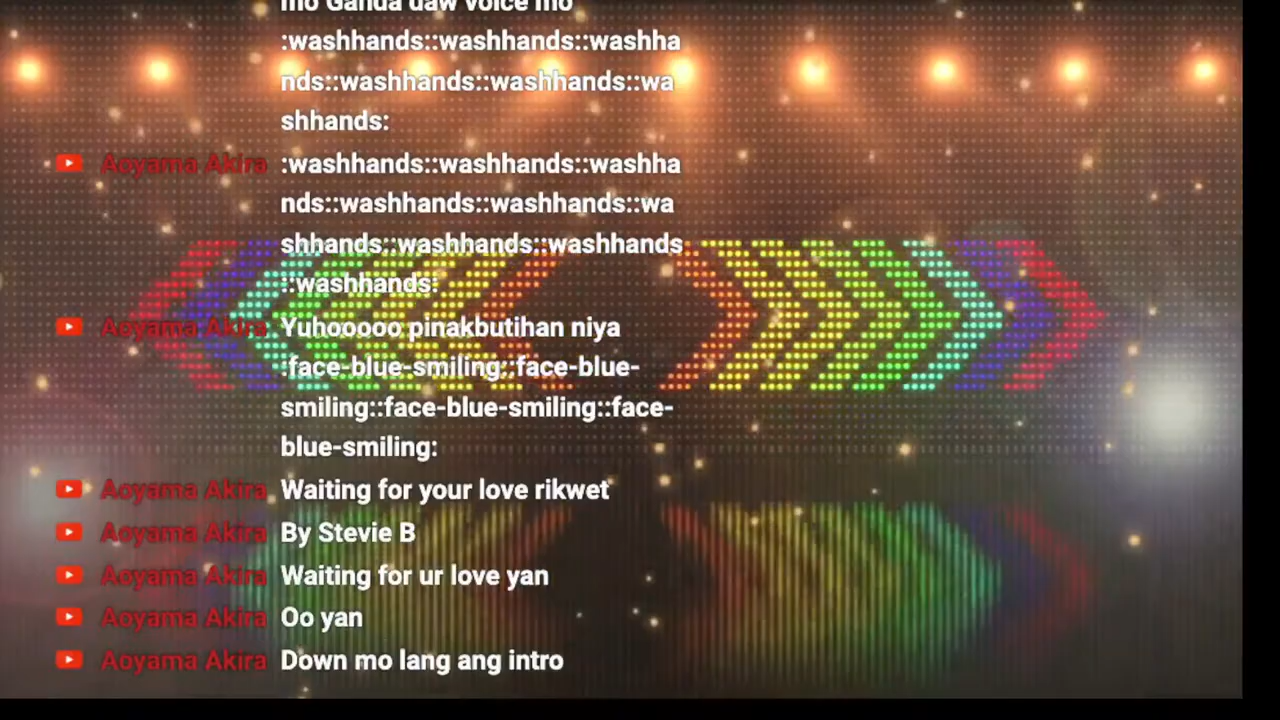 mo Ganda daw voice mo
:washhands::washhands::washha
nds::washhands::washhands::wa
shhands:
Aoyama Akira :washhands::washhands::washha
nds::washhands::washhands::wa
shhands::washhands::washhands
::washhands:
Aoyama Akira Yuhooooo pinakbutihan niya
:face-blue-smiling::face-blue-
smiling::face-blue-smiling::face-
blue-smiling:
Aoyama Akira Waiting for your love rikwet
Aoyama Akira By Stevie B
Aoyama Akira Waiting for ur love yan
Aoyama Akira Oo yan
Aoyama Akira Down mo lang ang intro